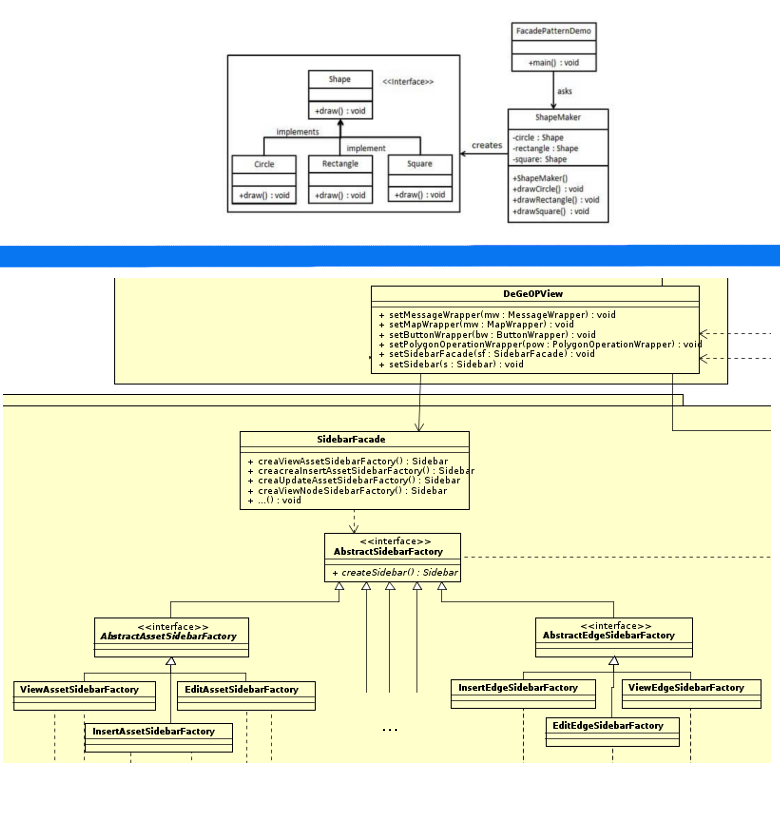 FacadePatternDemo
+main() : void
asks
Shape
<<Interface>>
+draw() : void
implements
implement
Circle
+draw() : void
Rectangle
+draw() : void
Square
+draw() : void
creates
ShapeMaker
-circle : Shape
-rectangle : Shape
-square: Shape
+ShapeMaker()
+drawCircle() : void
+drawRectangle() : void
+drawSquare() : void
DeGeOPView
+ setMessageWrapper(mw : MessageWrapper) : void
+ setMapWrapper(mw : MapWrapper) : void
+ setButtonWrapper(bw : ButtonWrapper) : void
+ setPolygonOperationWrapper(pow : PolygonOperationWrapper) : void
+ setSidebarFacade(sf : SidebarFacade) : void
+ setSidebar(s : Sidebar) : void
SidebarFacade
+ creaViewAssetSidebarFactory() : Sidebar
+ creacreaInsertAssetSidebarFactory() : Sidebar
+ creaUpdateAssetSidebarFactory() : Sidebar
+ creaViewNodeSidebarFactory() : Sidebar
+ ...() : void
<<interface>>
AbstractSidebarFactory
+ createSidebar() : Sidebar
<<interface>>
AbstractAssetSidebarFactory
<<interface>>
AbstractEdgeSidebarFactory
ViewAssetSidebarFactory
EditAssetSidebarFactory
InsertAssetSidebarFactory
...
InsertEdgeSidebarFactory
ViewEdgeSidebarFactory
EditEdgeSidebarFactory